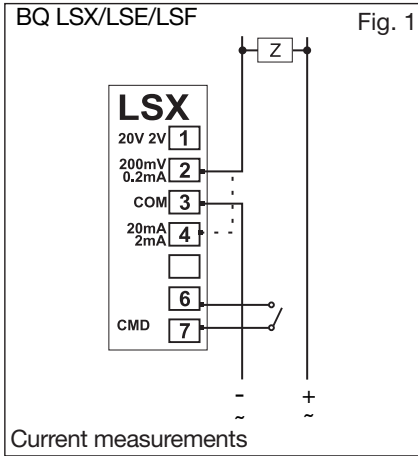 BQ LSX/LSE/LSF
Fig. 1
Z
LSX
20V 2V 1
200mV
0.2mA 2
COM 3
20mA
2mA 4
6
CMD 7
- +
~ ~
Current measurements